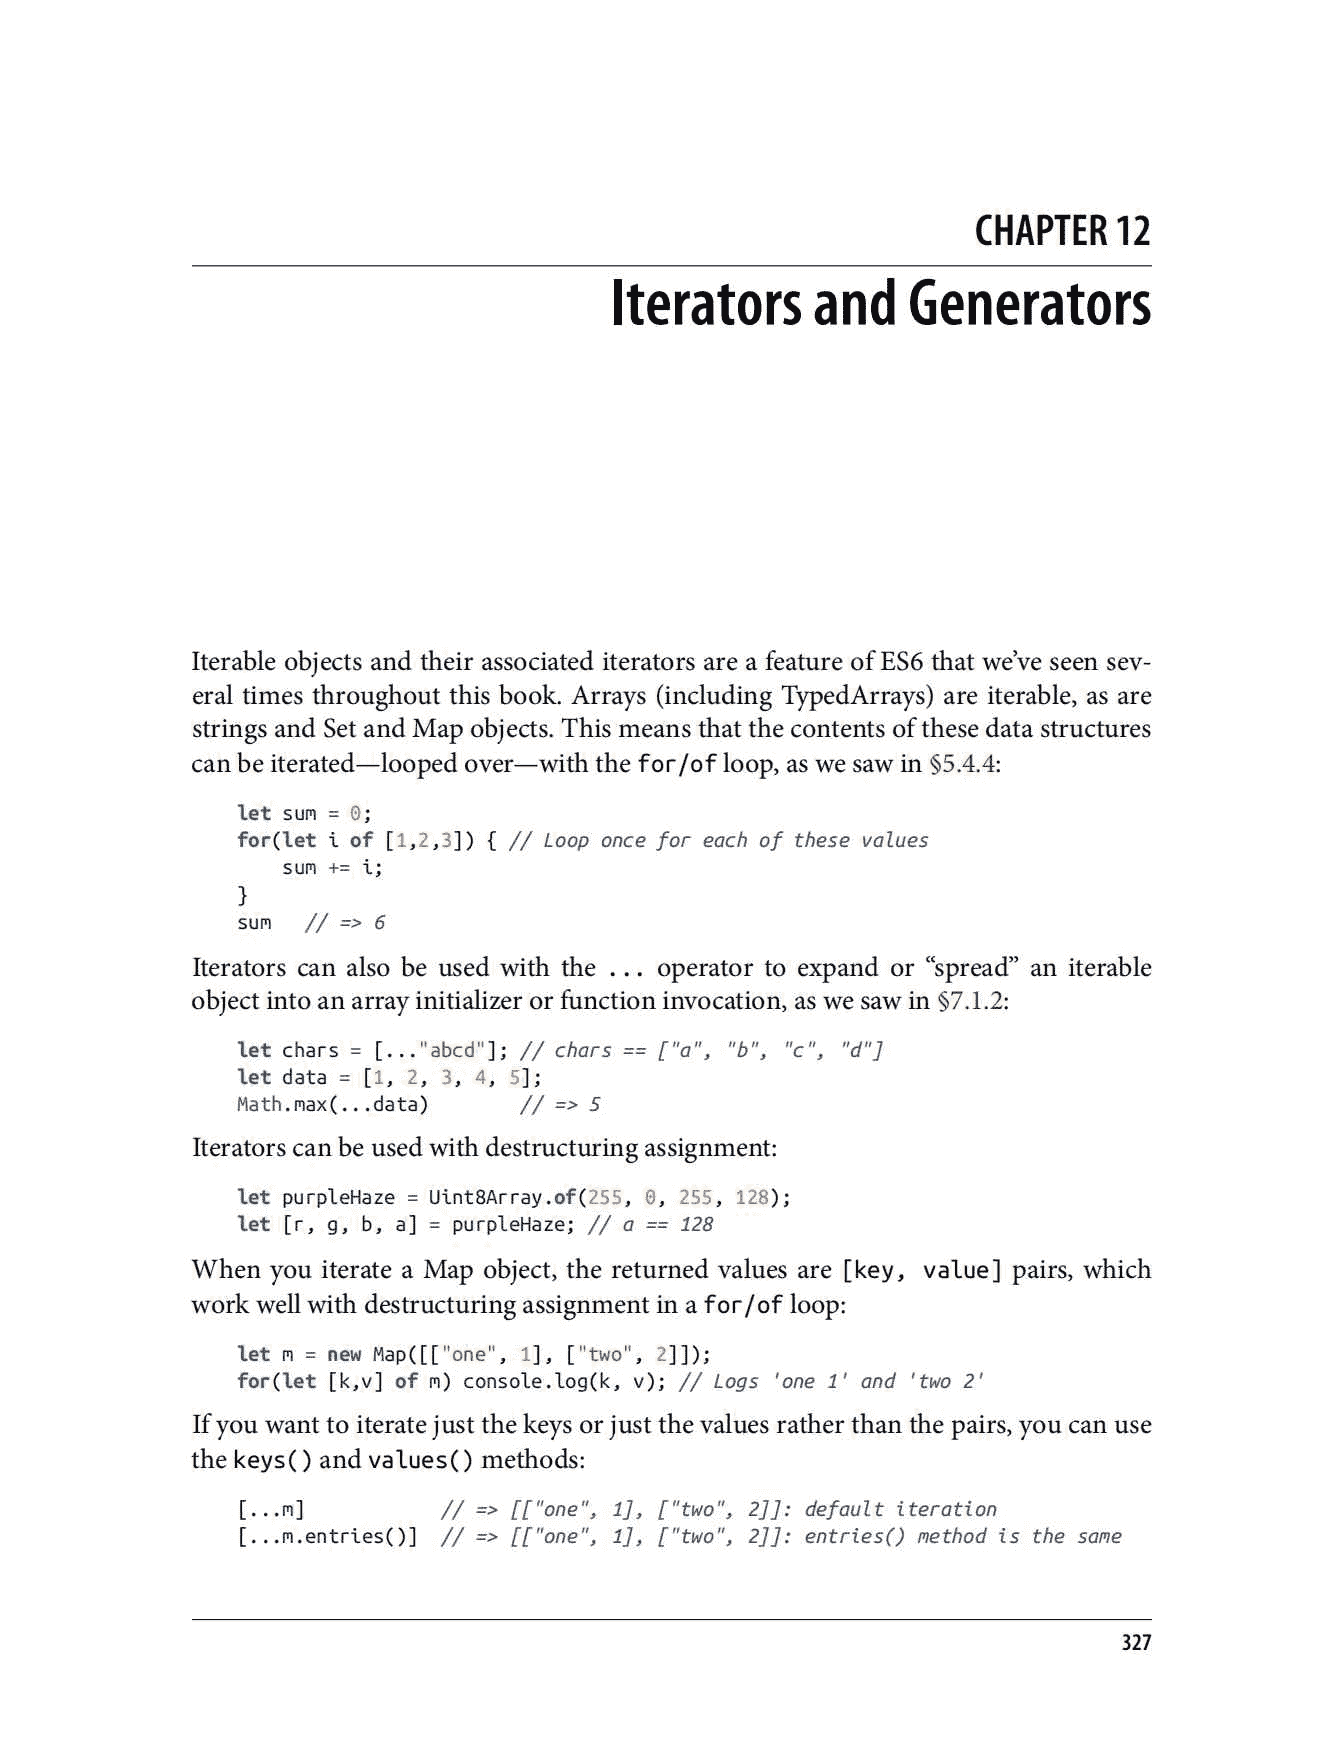 CHAPTER 12
Iterators and Generators
Iterable objects and their associated iterators are a feature of ES6 that we’ve seen sev-
eral times throughout this book. Arrays (including TypedArrays) are iterable, as are
strings and Set and Map objects. This means that the contents of these data structures
can be iterated—looped over—with the for/of loop, as we saw in §5.4.4:
let sum = 0;
for(let i of [1,2,3]) { // Loop once for each of these values
    sum += i;
}
sum   // => 6
Iterators can also be used with the ... operator to expand or “spread” an iterable
object into an array initializer or function invocation, as we saw in §7.1.2:
let chars = [..."abcd"]; // chars == ["a", "b", "c", "d"]
let data = [1, 2, 3, 4, 5];
Math.max(...data)        // => 5
Iterators can be used with destructuring assignment:
let purpleHaze = Uint8Array.of(255, 0, 255, 128);
let [r, g, b, a] = purpleHaze; // a == 128
When you iterate a Map object, the returned values are [key, value] pairs, which
work well with destructuring assignment in a for/of loop:
let m = new Map([["one", 1], ["two", 2]]);
for(let [k,v] of m) console.log(k, v); // Logs 'one 1' and 'two 2'
If you want to iterate just the keys or just the values rather than the pairs, you can use
the keys() and values() methods:
[...m]            // => [["one", 1], ["two", 2]]: default iteration
[...m.entries()]  // => [["one", 1], ["two", 2]]: entries() method is the same
327